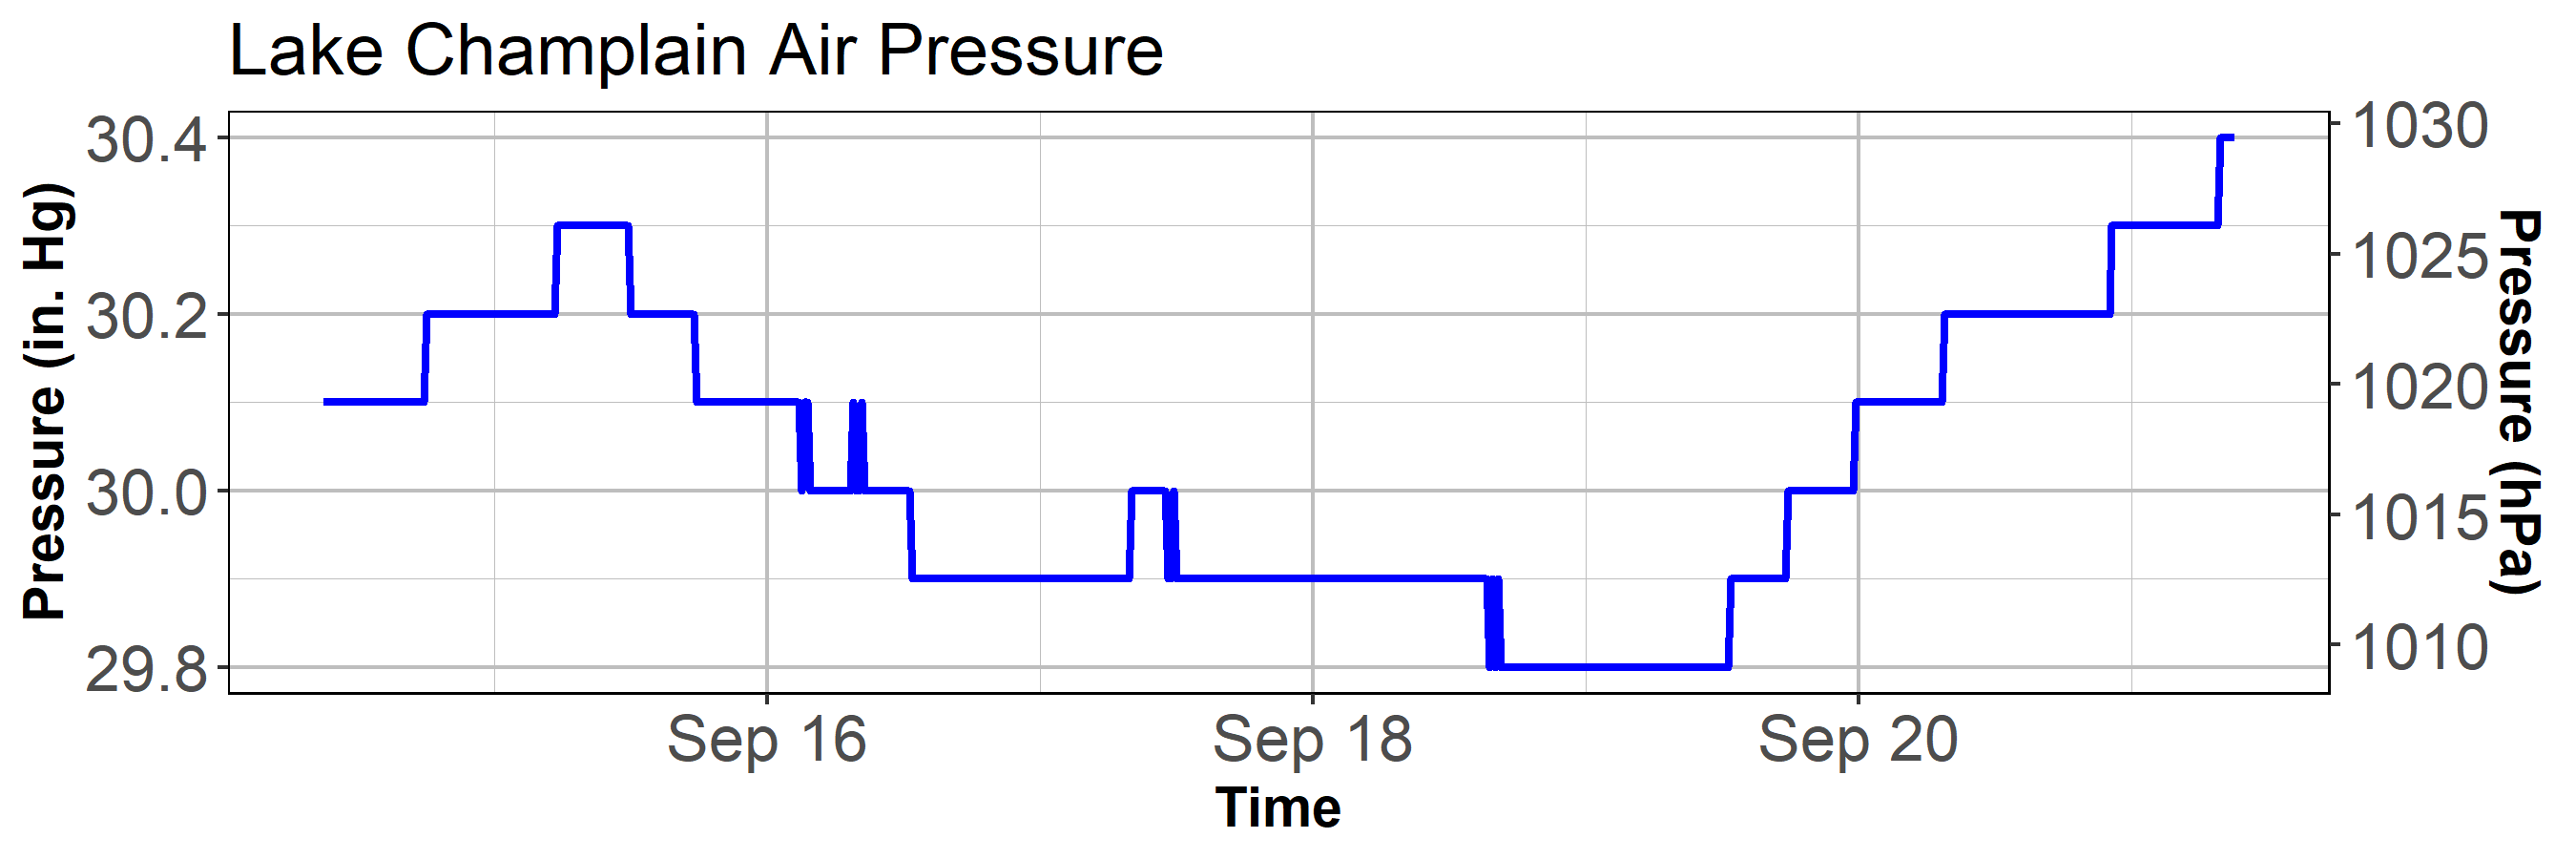 Lake Champlain Air Pressure
Pressure (in. Hg)
30.4
30.2
30.0
29.8
1030
1025
1020
1015
1010
Pressure (hPa)
Sep 16 Sep 18 Sep 20
Time